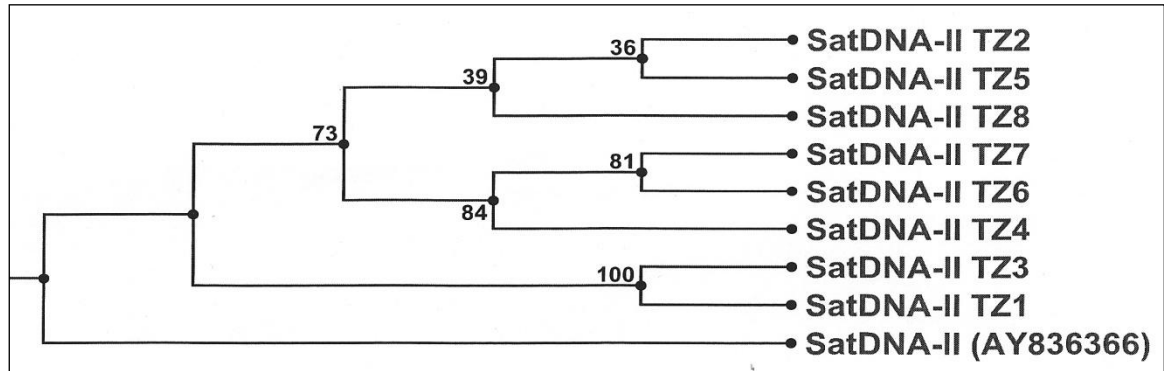 36
SatDNA-II TZ2
SatDNA-II TZ5
39
SatDNA-II TZ8
73
81
SatDNA-II TZ7
SatDNA-II TZ6
84
SatDNA-II TZ4
100
SatDNA-II TZ3
SatDNA-II TZ1
SatDNA-II (AY836366)